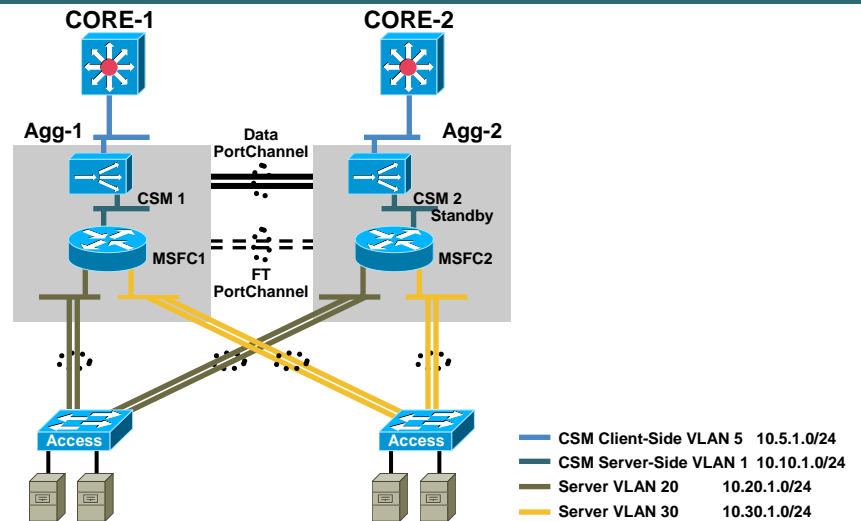 CORE-1
CORE-2
Agg-1
Data
PortChannel
Agg-2
CSM 1
CSM 2
Standby
MSFC1
FT
PortChannel
MSFC2
Access
Access
CSM Client-Side VLAN 5 10.5.1.0/24
CSM Server-Side VLAN 1 10.10.1.0/24
Server VLAN 20 10.20.1.0/24
Server VLAN 30 10.30.1.0/24